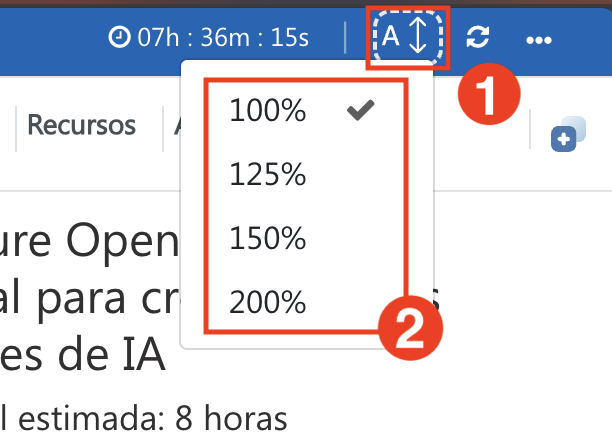 07h : 36m : 15s
A
1
Recursos
100%
125%
150%
200%
2
ure Open
al para cr s
es de IA
l estimada: 8 horas